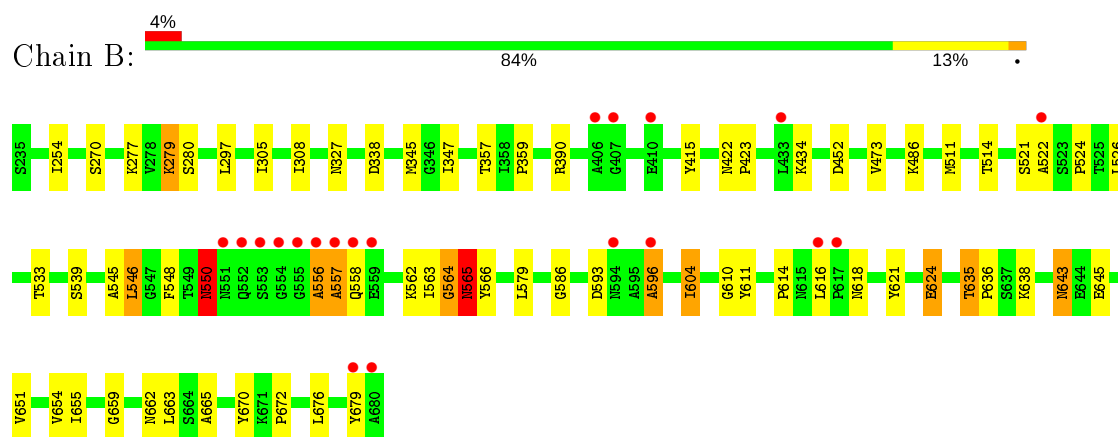 4%
Chain B:
84% 13% •
S235 I254 S270 K277 V278 K279 S280 L297 I305 I308 N327 D338 M345 G346 I347 T357 I358 P359 R390 A406 G407 E410 Y415 N422 P423 L433 K434 D452 V473 K486 M511 T514 S521 A522 S523 P524 T525 L526
T533 S539 A545 L546 G547 F548 T549 N550 N551 Q552 S553 G554 G555 A556 A557 Q558 E559 K562 I563 G564 N565 Y566 L579 G586 D593 N594 A595 A596 I604 G610 Y611 P614 N615 L616 P617 N618 Y621 E624 T635 P636 S637 K638 N643 E644 E645
V651 V654 I655 G659 N662 L663 S664 A665 Y670 K671 P672 L676 Y679 A680